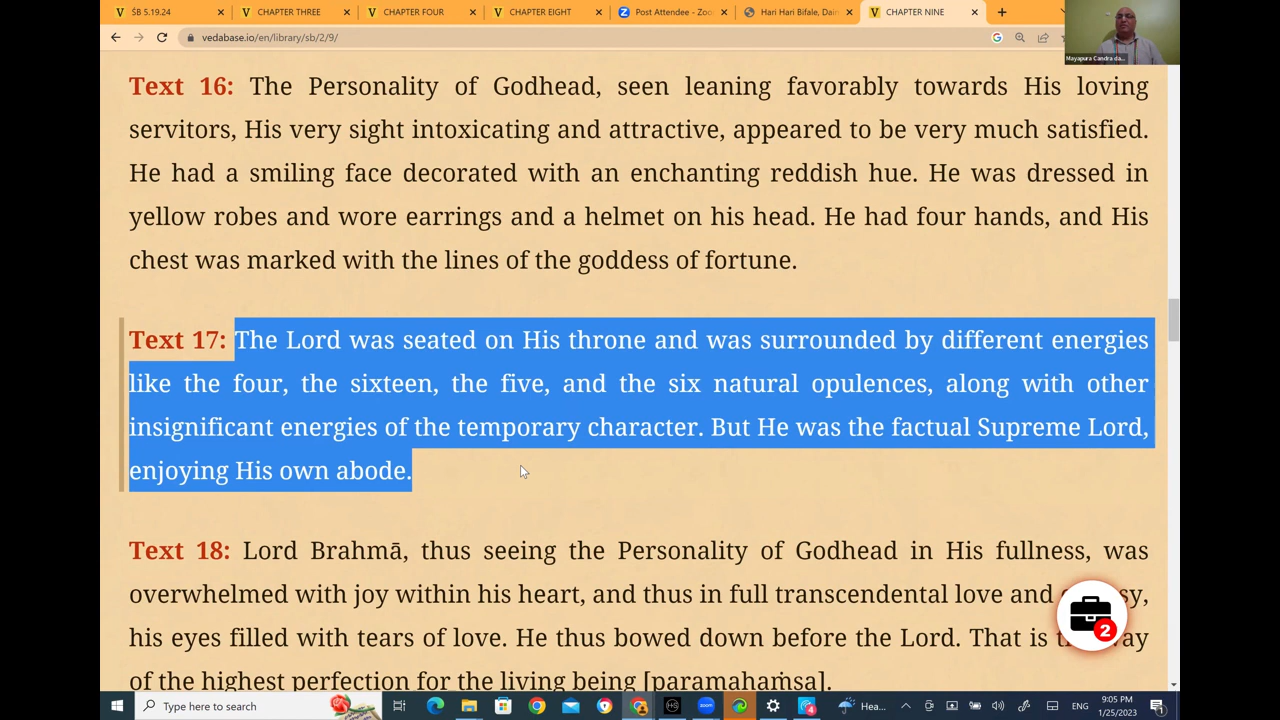 ŚB 5.19.24
CHAPTER THREE
CHAPTER FOUR
CHAPTER EIGHT
Post Attendee - Zoo
Hari Hari Bifale, Dain
CHAPTER NINE
vedabase.io/en/library/sb/2/9/
Mayapura Candra da...
Text 16: The Personality of Godhead, seen leaning favorably towards His loving
servitors, His very sight intoxicating and attractive, appeared to be very much satisfied.
He had a smiling face decorated with an enchanting reddish hue. He was dressed in
yellow robes and wore earrings and a helmet on his head. He had four hands, and His
chest was marked with the lines of the goddess of fortune.
Text 17: The Lord was seated on His throne and was surrounded by different energies
like the four, the sixteen, the five, and the six natural opulences, along with other
insignificant energies of the temporary character. But He was the factual Supreme Lord,
enjoying His own abode.
Text 18: Lord Brahmā, thus seeing the Personality of Godhead in His fullness, was
overwhelmed with joy within his heart, and thus in full transcendental love and
his eyes filled with tears of love. He thus bowed down before the Lord. That is
of the highest perfection for the living being [paramahaṁsa].
2
Type here to search
Hea...
ENG
9:05 PM
1/25/2023